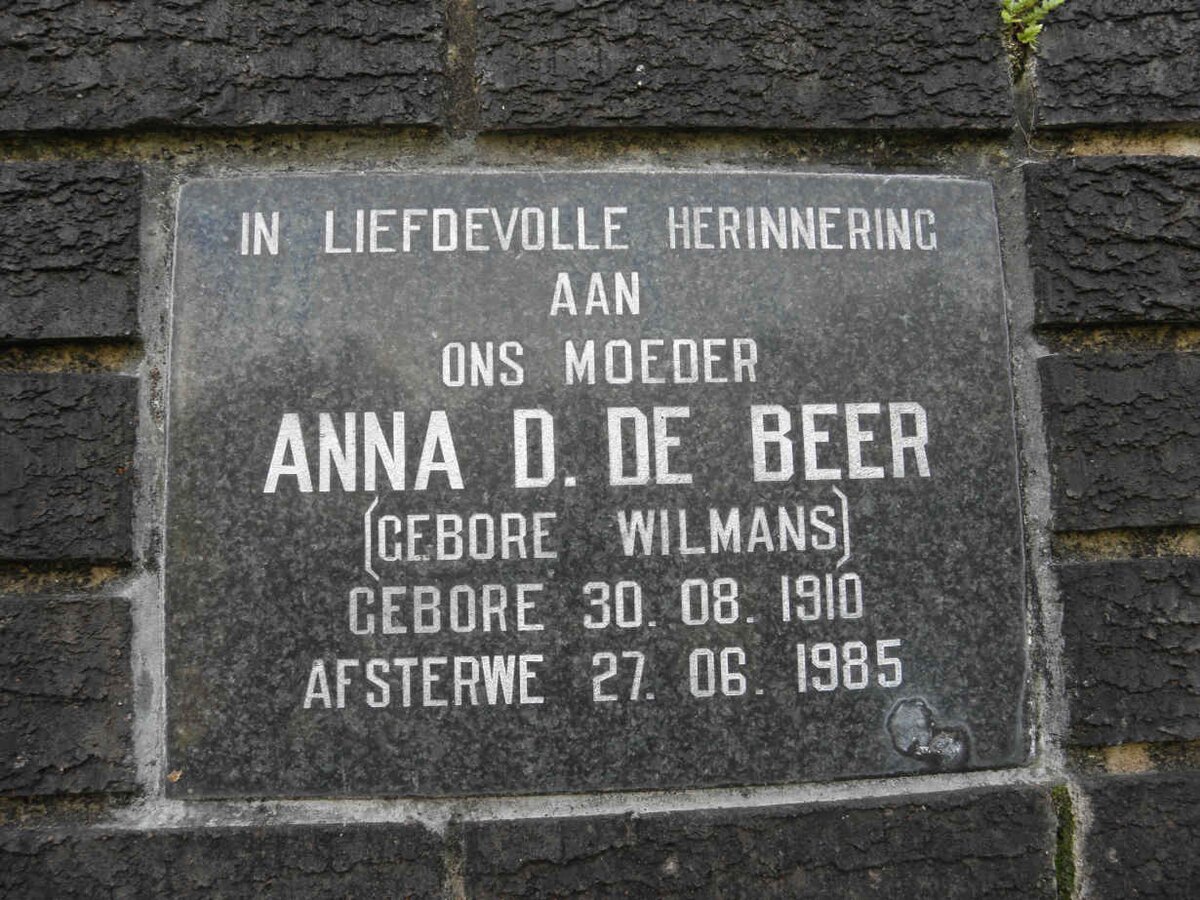 IN LIEFDEVOLLE HERINNERING
AAN
ONS MOEDER
ANNA D. DE BEER
(GEBORE WILMANS)
GEBORE 30. 08. 1910
AFSTERWE 27. 06. 1985